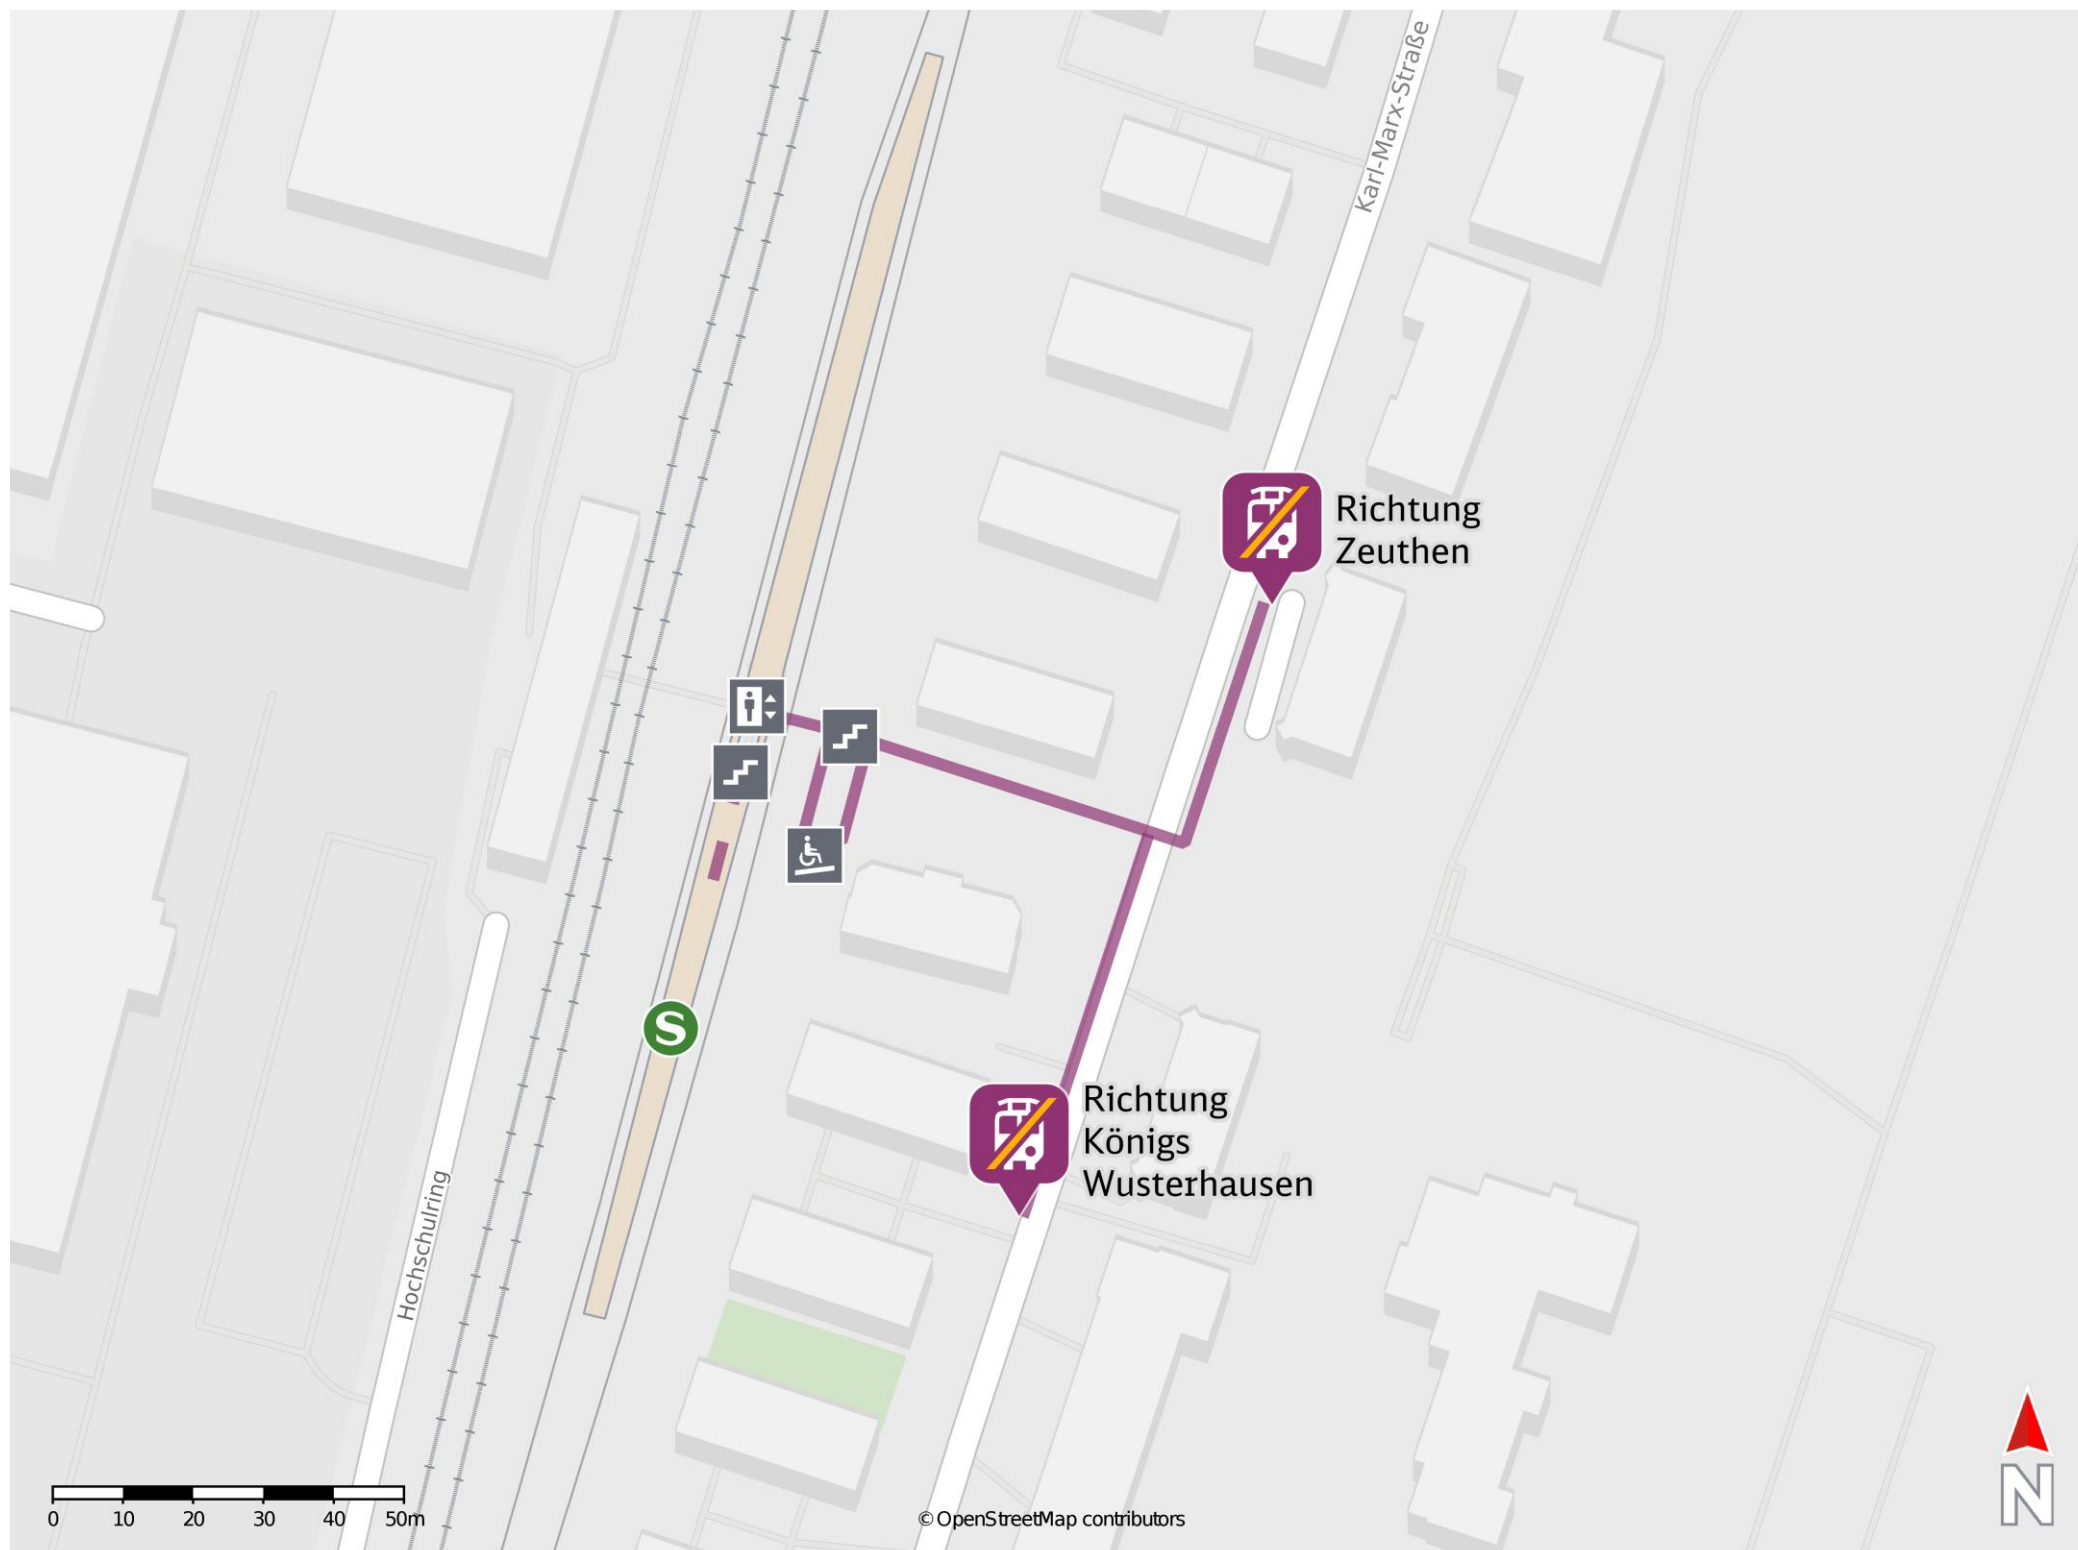 Karl-Marx-Straße
Richtung
Zeuthen
S
Richtung
Königs
Wusterhausen
Hochschulring
0 10 20 30 40 50m
© OpenStreetMap contributors
N